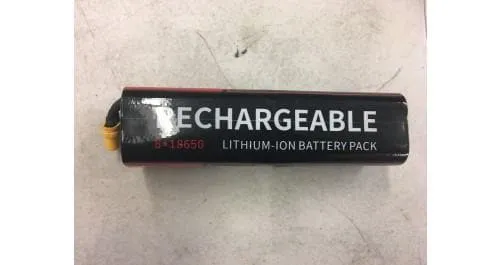 RECHARGEABLE
8*18650 LITHIUM-ION BATTERY PACK